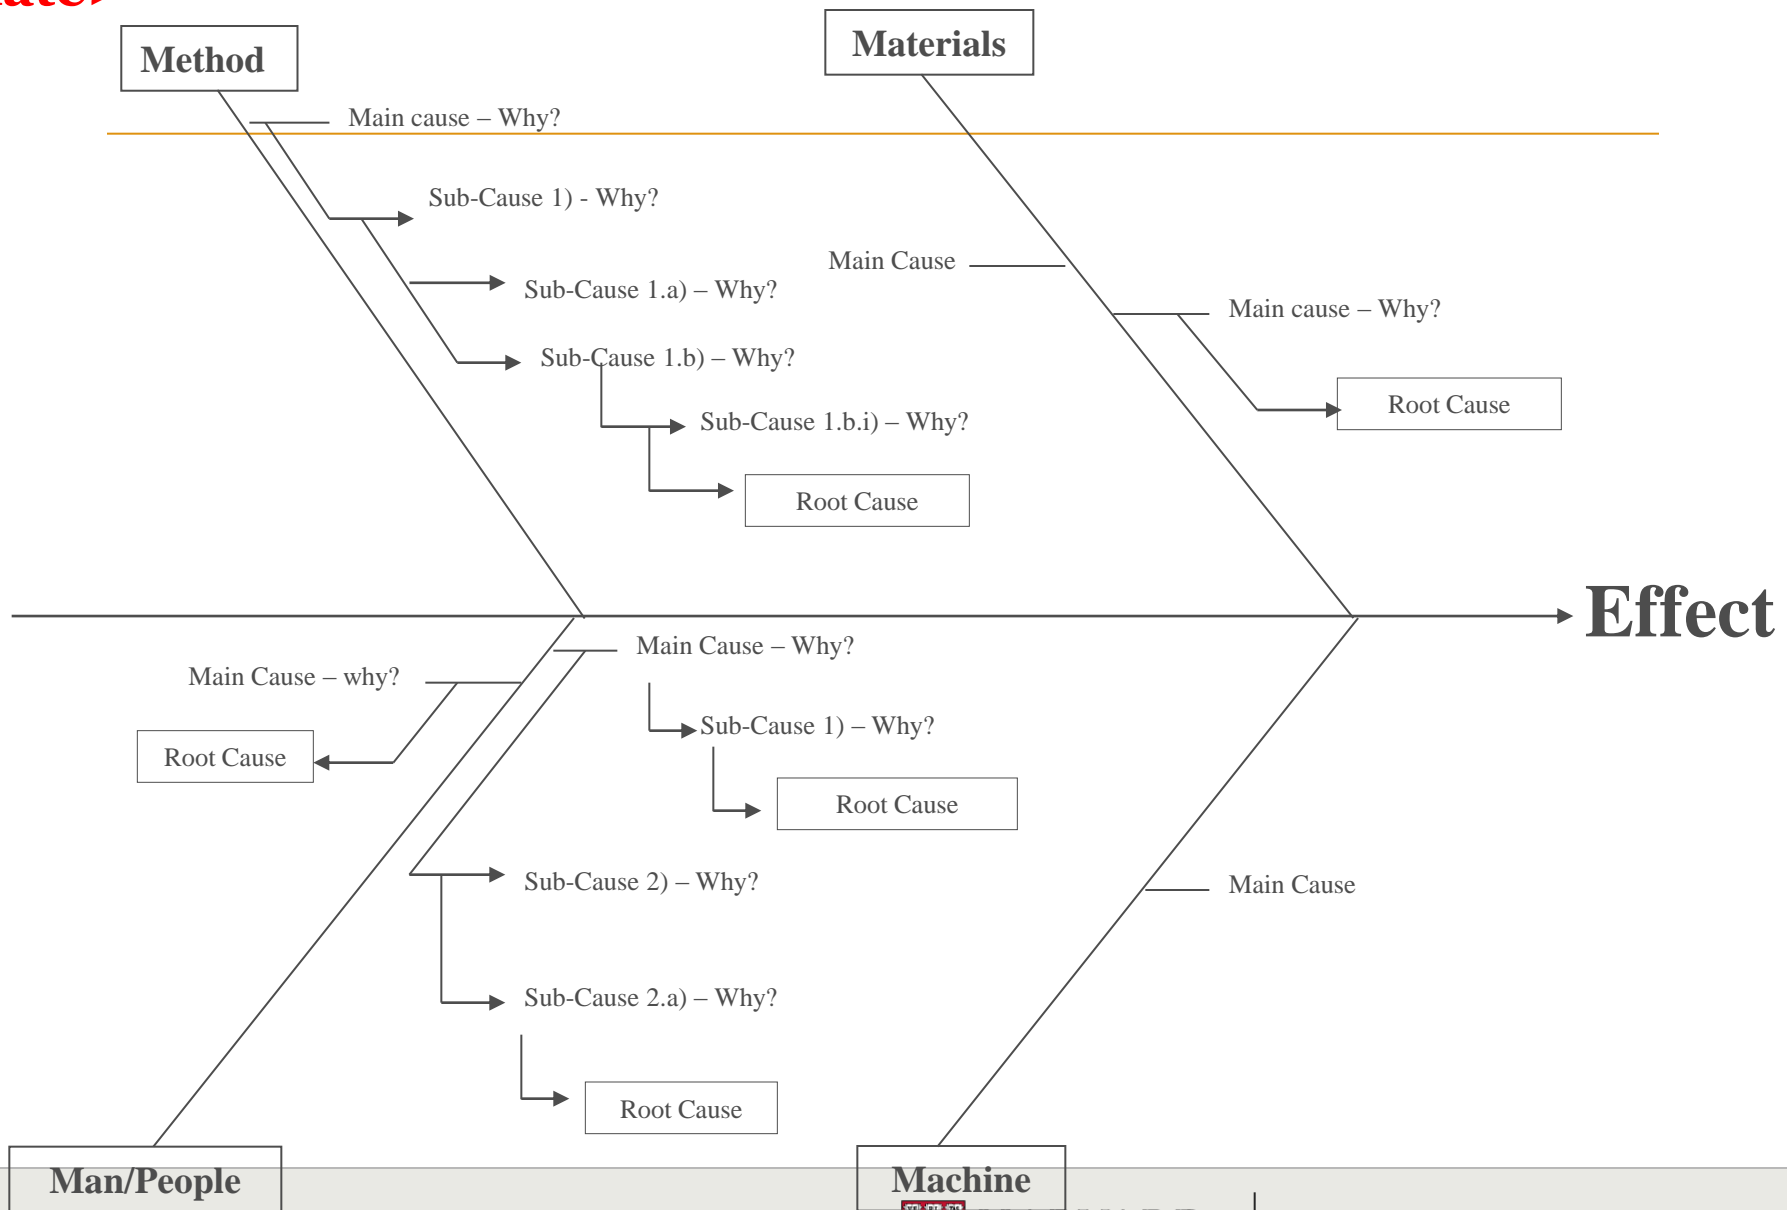 Method
Materials
Main cause – Why?
Sub-Cause 1) - Why?
Main Cause
Sub-Cause 1.a) – Why?
Main cause – Why?
Sub-Cause 1.b) – Why?
Root Cause
Sub-Cause 1.b.i) – Why?
Root Cause
Effect
Main Cause – Why?
Main Cause – why?
Sub-Cause 1) – Why?
Root Cause
Root Cause
Sub-Cause 2) – Why?
Main Cause
Sub-Cause 2.a) – Why?
Root Cause
Man/People
Machine